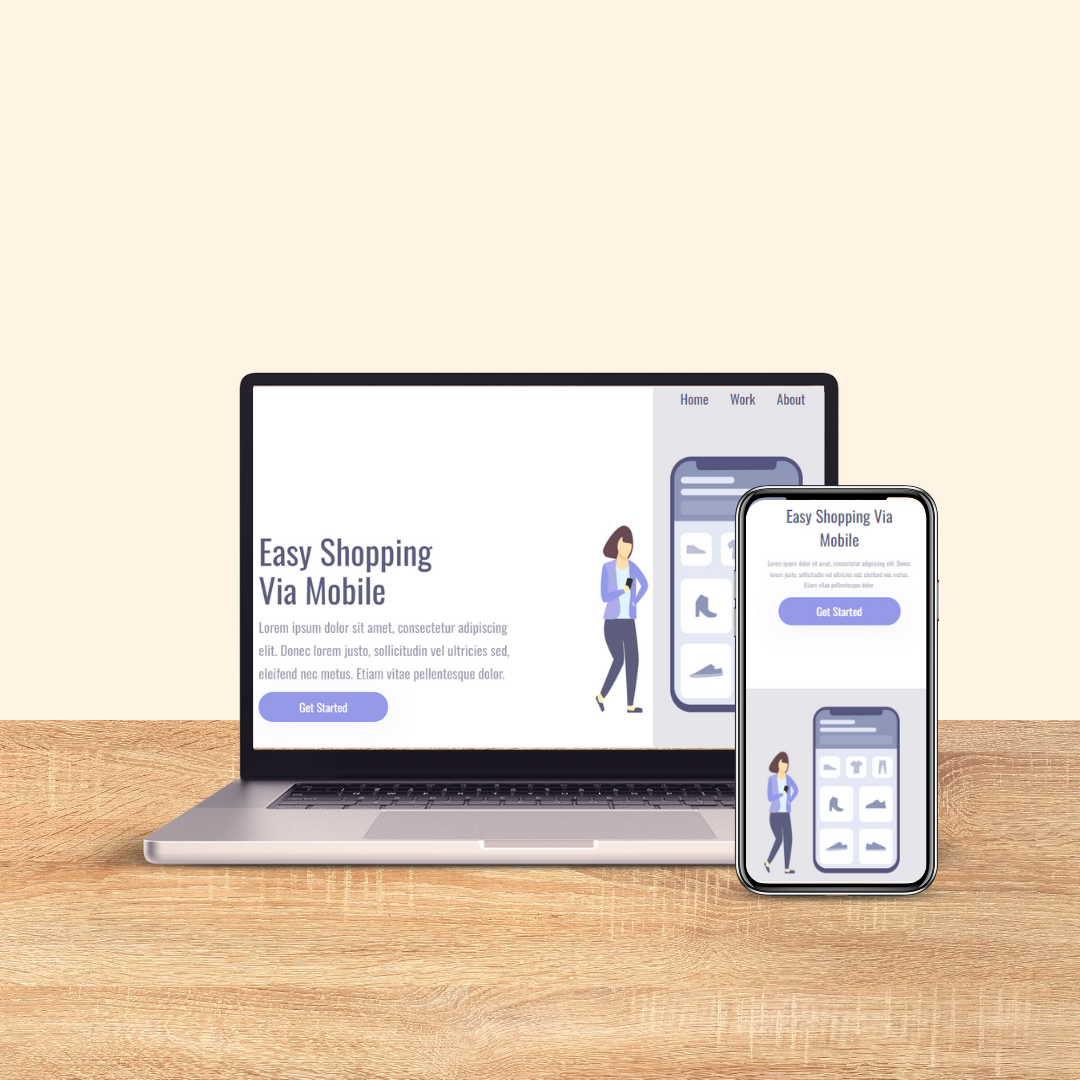 Home Work About
Easy Shopping
Via Mobile
Lorem ipsum dolor sit amet, consectetur adipiscing
elit. Donec lorem justo, sollicitudin vel ultricies sed,
eleifend nec metus. Etiam vitae pellentesque dolor.
Get Started
Easy Shopping Via
Mobile
Lorem ipsum dolor sit amet, consectetur adipiscing elit. Donec
lorem justo, sollicitudin vel ultricies sed, eleifend nec metus.
Etiam vitae pellentesque dolor.
Get Started